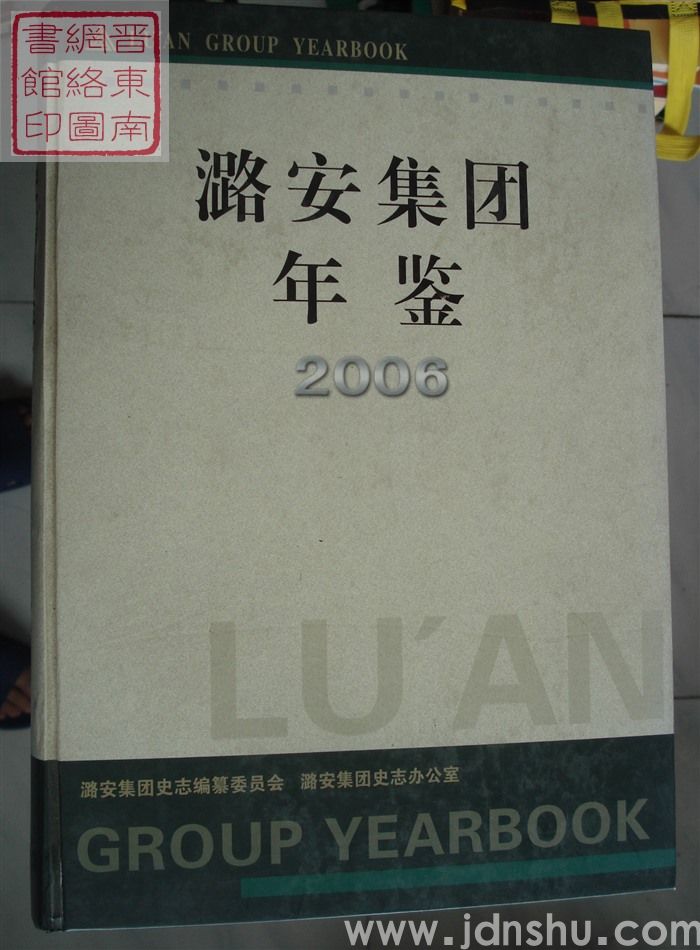 晋東南
網絡圖
書館印
AN GROUP YEARBOOK
潞安集团
年鉴
2006
LU'AN
潞安集团史志编纂委员会 潞安集团史志办公室
GROUP YEARBOOK
www.jdnshu.com